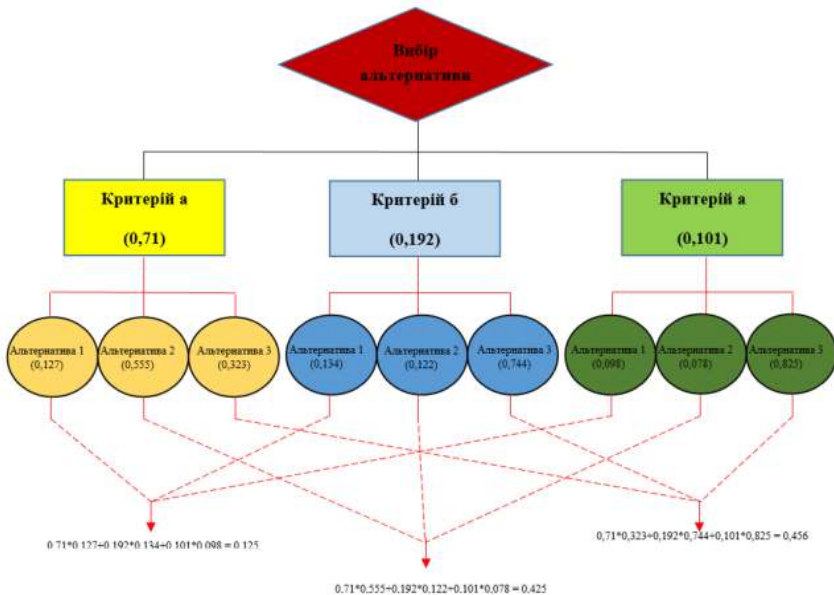 Вибір
альтернативи
Критерій а
(0,71)
Критерій б
(0,192)
Критерій а
(0,101)
Альтернатива 1
(0,127)
Альтернатива 2
(0,555)
Альтернатива 3
(0,323)
Альтернатива 1
(0,134)
Альтернатива 2
(0,122)
Альтернатива 3
(0,744)
Альтернатива 1
(0,098)
Альтернатива 2
(0,078)
Альтернатива 3
(0,825)
0,71*0,127+0,192*0,134+0,101*0,098 = 0,125
0,71*0,323+0,192*0,744+0,101*0,825 = 0,456
0,71*0,555+0,192*0,122+0,101*0,078 = 0,425